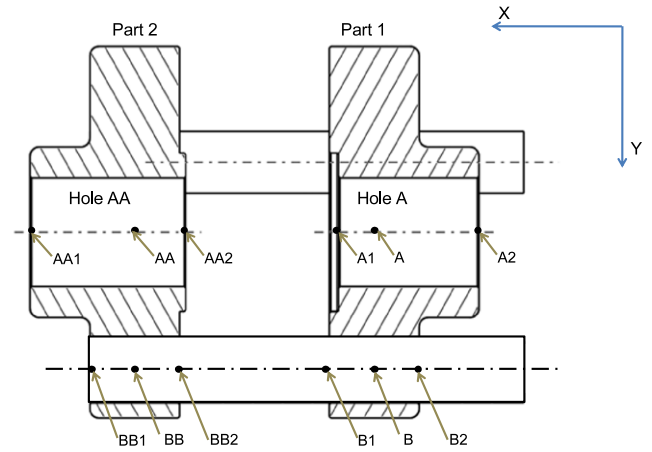 X
Part 2
Part 1
Y
Hole AA
Hole A
AA1
AA
AA2
A1
A
A2
BB1
BB
BB2
B1
B
B2